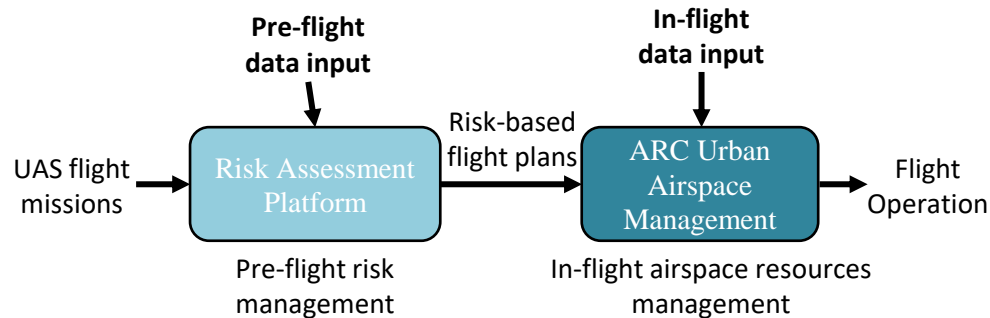 Pre-flight
data input
In-flight
data input
UAS flight
missions
Risk Assessment
Platform
Risk-based
flight plans
ARC Urban
Airspace
Management
Flight
Operation
Pre-flight risk
management
In-flight airspace resources
management